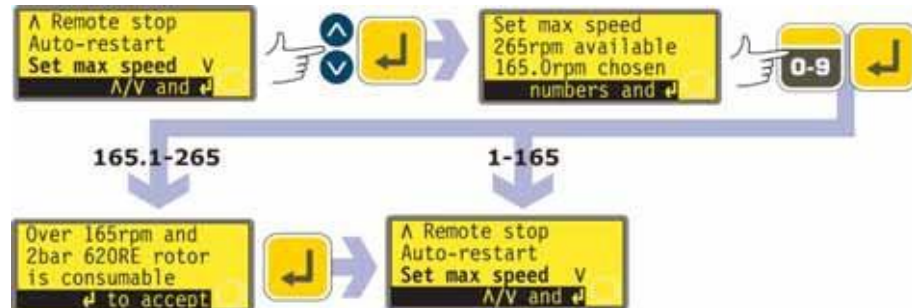 Λ Remote stop
Auto-restart
Set max speed V
Λ/V and ↵
Set max speed
265rpm available
165.0rpm chosen
numbers and ↵
0-9
165.1-265
1-165
Over 165rpm and
2bar 620RE rotor
is consumable
↵ to accept
Λ Remote stop
Auto-restart
Set max speed V
Λ/V and ↵